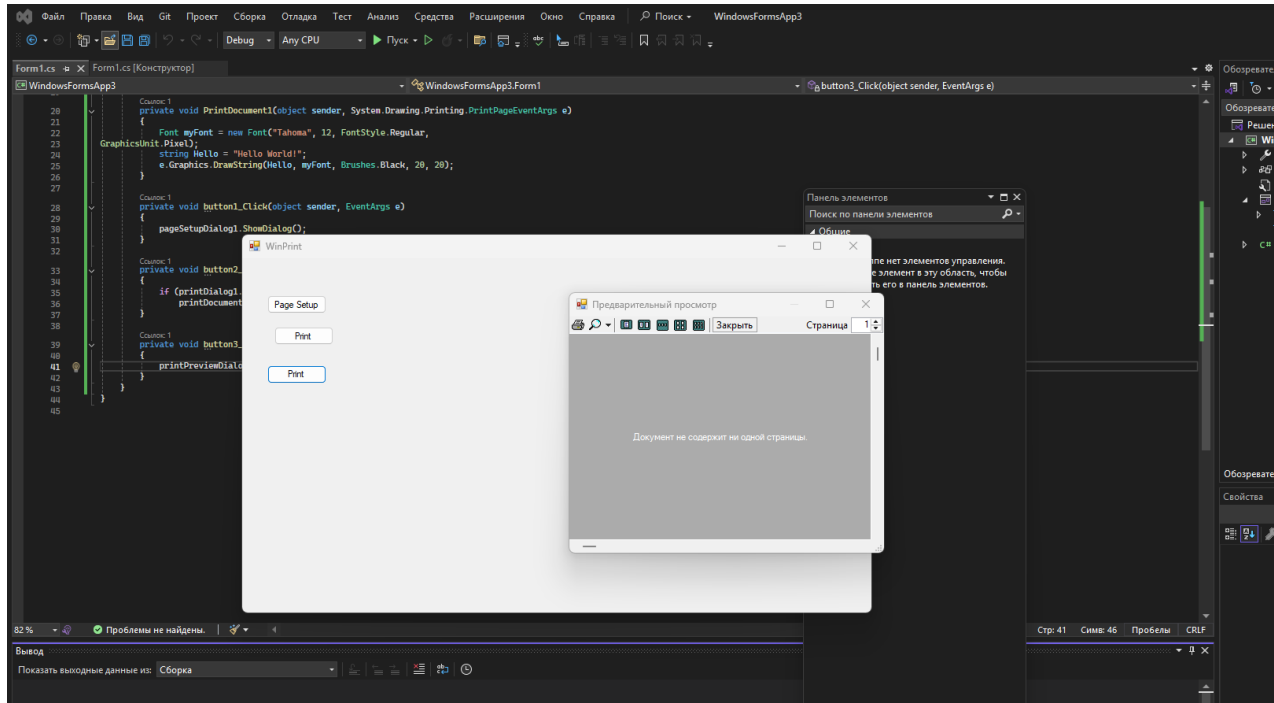 Файл Правка Вид Git Проект Сборка Отладка Тест Анализ Средства Расширения Окно Справка Поиск WindowsFormsApp3
Debug Any CPU Пуск
Form1.cs Form1.cs [Конструктор]
WindowsFormsApp3 WindowsFormsApp3.Form1 button3_Click(object sender, EventArgs e)
Ссылок: 1
20 private void PrintDocument1(object sender, System.Drawing.Printing.PrintPageEventArgs e)
21 {
22 Font myFont = new Font("Tahoma", 12, FontStyle.Regular,
23 GraphicsUnit.Pixel);
24 string Hello = "Hello World!";
25 e.Graphics.DrawString(Hello, myFont, Brushes.Black, 20, 20);
26 }
27
Ссылок: 1
28 private void button1_Click(object sender, EventArgs e)
29 {
30 pageSetupDialog1.ShowDialog();
31 }
32
Ссылок: 1
33 private void button2_
34 {
35 if (printDialog1.
36 printDocument
37 }
38
Ссылок: 1
39 private void button3_
40 {
41 printPreviewDialo
42 }
43 }
44 }
45
WinPrint
Page Setup
Print
Print
Предварительный просмотр
Закрыть Страница 1
Документ не содержит ни одной страницы.
Панель элементов
Поиск по панели элементов
Общие
пе нет элементов управления.
е элемент в эту область, чтобы
ть его в панель элементов.
Обозревате
Обозревате
Решен
Wi
C#
Обозревате
Свойства
82 % Проблемы не найдены. Стр: 41 Симв: 46 Пробелы CRLF
Вывод
Показать выходные данные из: Сборка